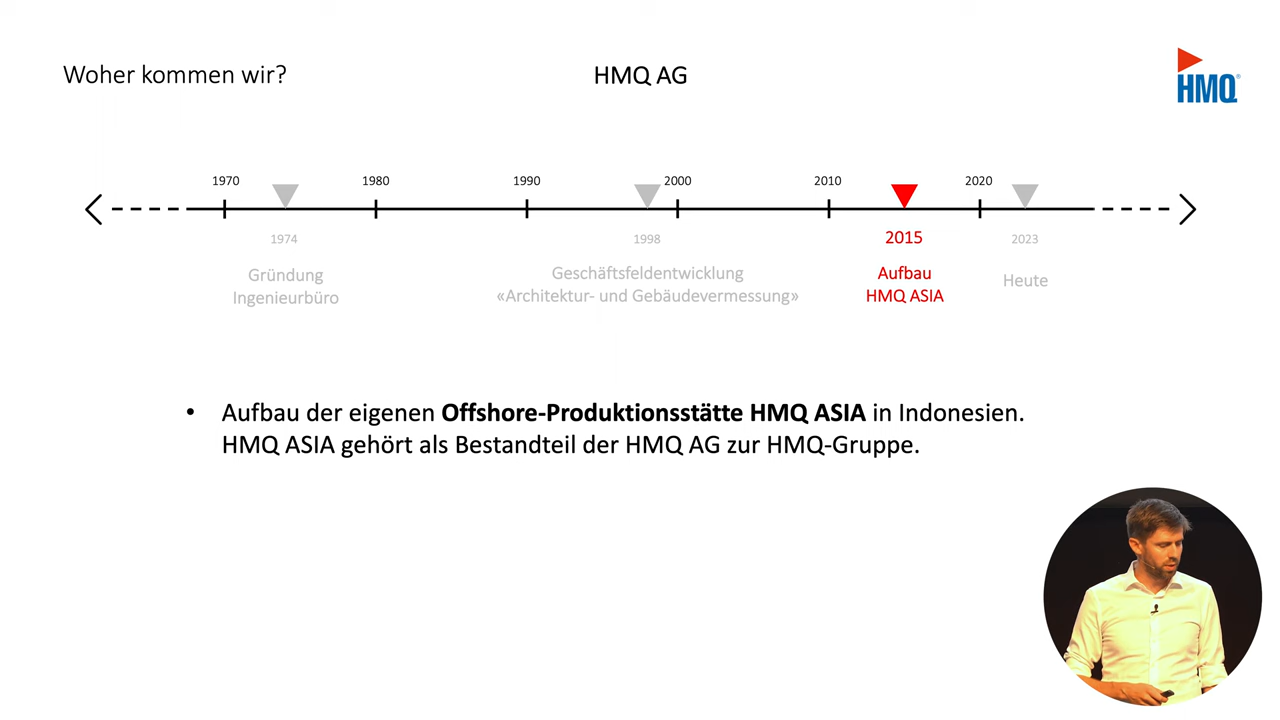 Woher kommen wir?
HMQ AG
HMQ®
1970
1980
1990
2000
2010
2020
1974
1998
2015
2023
Gründung
Ingenieurbüro
Geschäftsfeldentwicklung
«Architektur- und Gebäudevermessung»
Aufbau
HMQ ASIA
Heute
• Aufbau der eigenen Offshore-Produktionsstätte HMQ ASIA in Indonesien.
HMQ ASIA gehört als Bestandteil der HMQ AG zur HMQ-Gruppe.